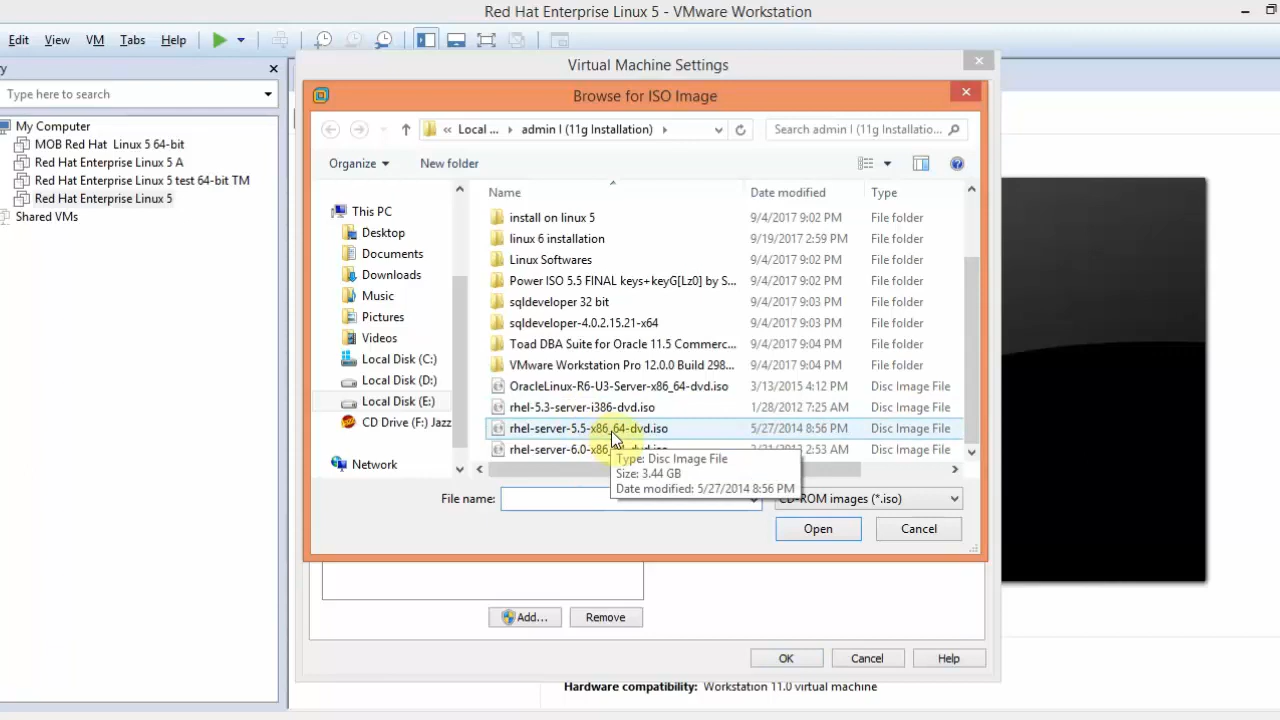 Red Hat Enterprise Linux 5 - VMware Workstation
Edit View VM Tabs Help
y
Type here to search
My Computer
MOB Red Hat Linux 5 64-bit
Red Hat Enterprise Linux 5 A
Red Hat Enterprise Linux 5 test 64-bit TM
Red Hat Enterprise Linux 5
Shared VMs
Virtual Machine Settings
Browse for ISO Image
« Local ... admin I (11g Installation)
Search admin I (11g Installatio...
Organize New folder
This PC
Desktop
Documents
Downloads
Music
Pictures
Videos
Local Disk (C:)
Local Disk (D:)
Local Disk (E:)
CD Drive (F:) Jazz
Network
Name Date modified Type
install on linux 5 9/4/2017 9:02 PM File folder
linux 6 installation 9/19/2017 2:59 PM File folder
Linux Softwares 9/4/2017 9:02 PM File folder
Power ISO 5.5 FINAL keys+keyG[Lz0] by S... 9/4/2017 9:02 PM File folder
sqldeveloper 32 bit 9/4/2017 9:03 PM File folder
sqldeveloper-4.0.2.15.21-x64 9/4/2017 9:03 PM File folder
Toad DBA Suite for Oracle 11.5 Commerc... 9/4/2017 9:04 PM File folder
VMware Workstation Pro 12.0.0 Build 298... 9/4/2017 9:04 PM File folder
OracleLinux-R6-U3-Server-x86_64-dvd.iso 3/13/2015 4:12 PM Disc Image File
rhel-5.3-server-i386-dvd.iso 1/28/2012 7:25 AM Disc Image File
rhel-server-5.5-x86_64-dvd.iso 5/27/2014 8:56 PM Disc Image File
rhel-server-6.0-x86 2:53 AM Disc Image File
Type: Disc Image File
Size: 3.44 GB
Date modified: 5/27/2014 8:56 PM
File name: CD-ROM images (*.iso)
Open Cancel
Add... Remove
OK Cancel Help
Hardware compatibility: Workstation 11.0 virtual machine